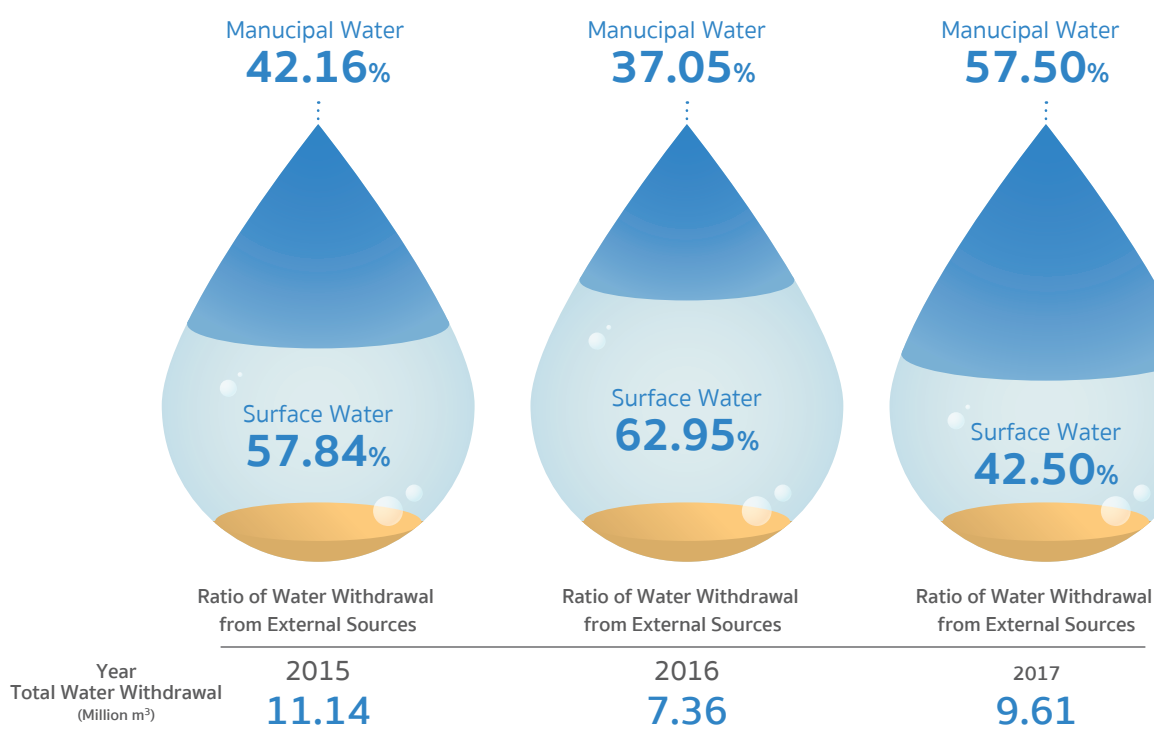 Manucipal Water
42.16%
Manucipal Water
37.05%
Manucipal Water
57.50%
Surface Water
57.84%
Surface Water
62.95%
Surface Water
42.50%
Ratio of Water Withdrawal
from External Sources
Ratio of Water Withdrawal
from External Sources
Ratio of Water Withdrawal
from External Sources
Year
2015
2016
2017
Total Water Withdrawal
(Million m³)
11.14
7.36
9.61